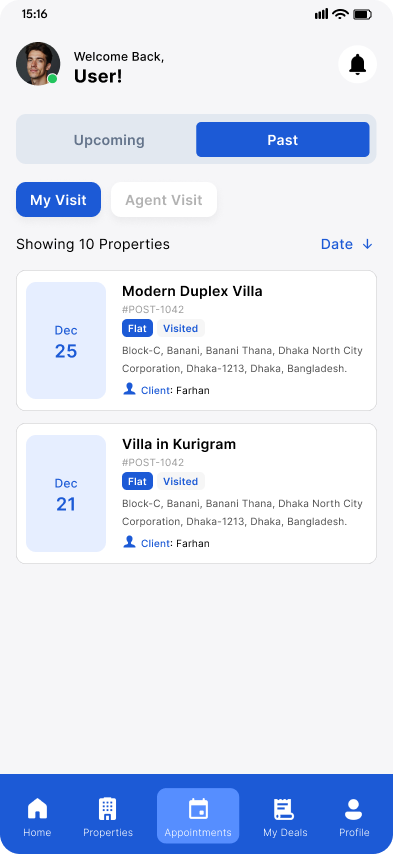 15:16
Welcome Back,
User!
Upcoming
Past
My Visit
Agent Visit
Showing 10 Properties
Date ↓
Dec
25
Modern Duplex Villa
#POST-1042
Flat
Visited
Block-C, Banani, Banani Thana, Dhaka North City
Corporation, Dhaka-1213, Dhaka, Bangladesh.
Client: Farhan
Dec
21
Villa in Kurigram
#POST-1042
Flat
Visited
Block-C, Banani, Banani Thana, Dhaka North City
Corporation, Dhaka-1213, Dhaka, Bangladesh.
Client: Farhan
Home
Properties
Appointments
My Deals
Profile